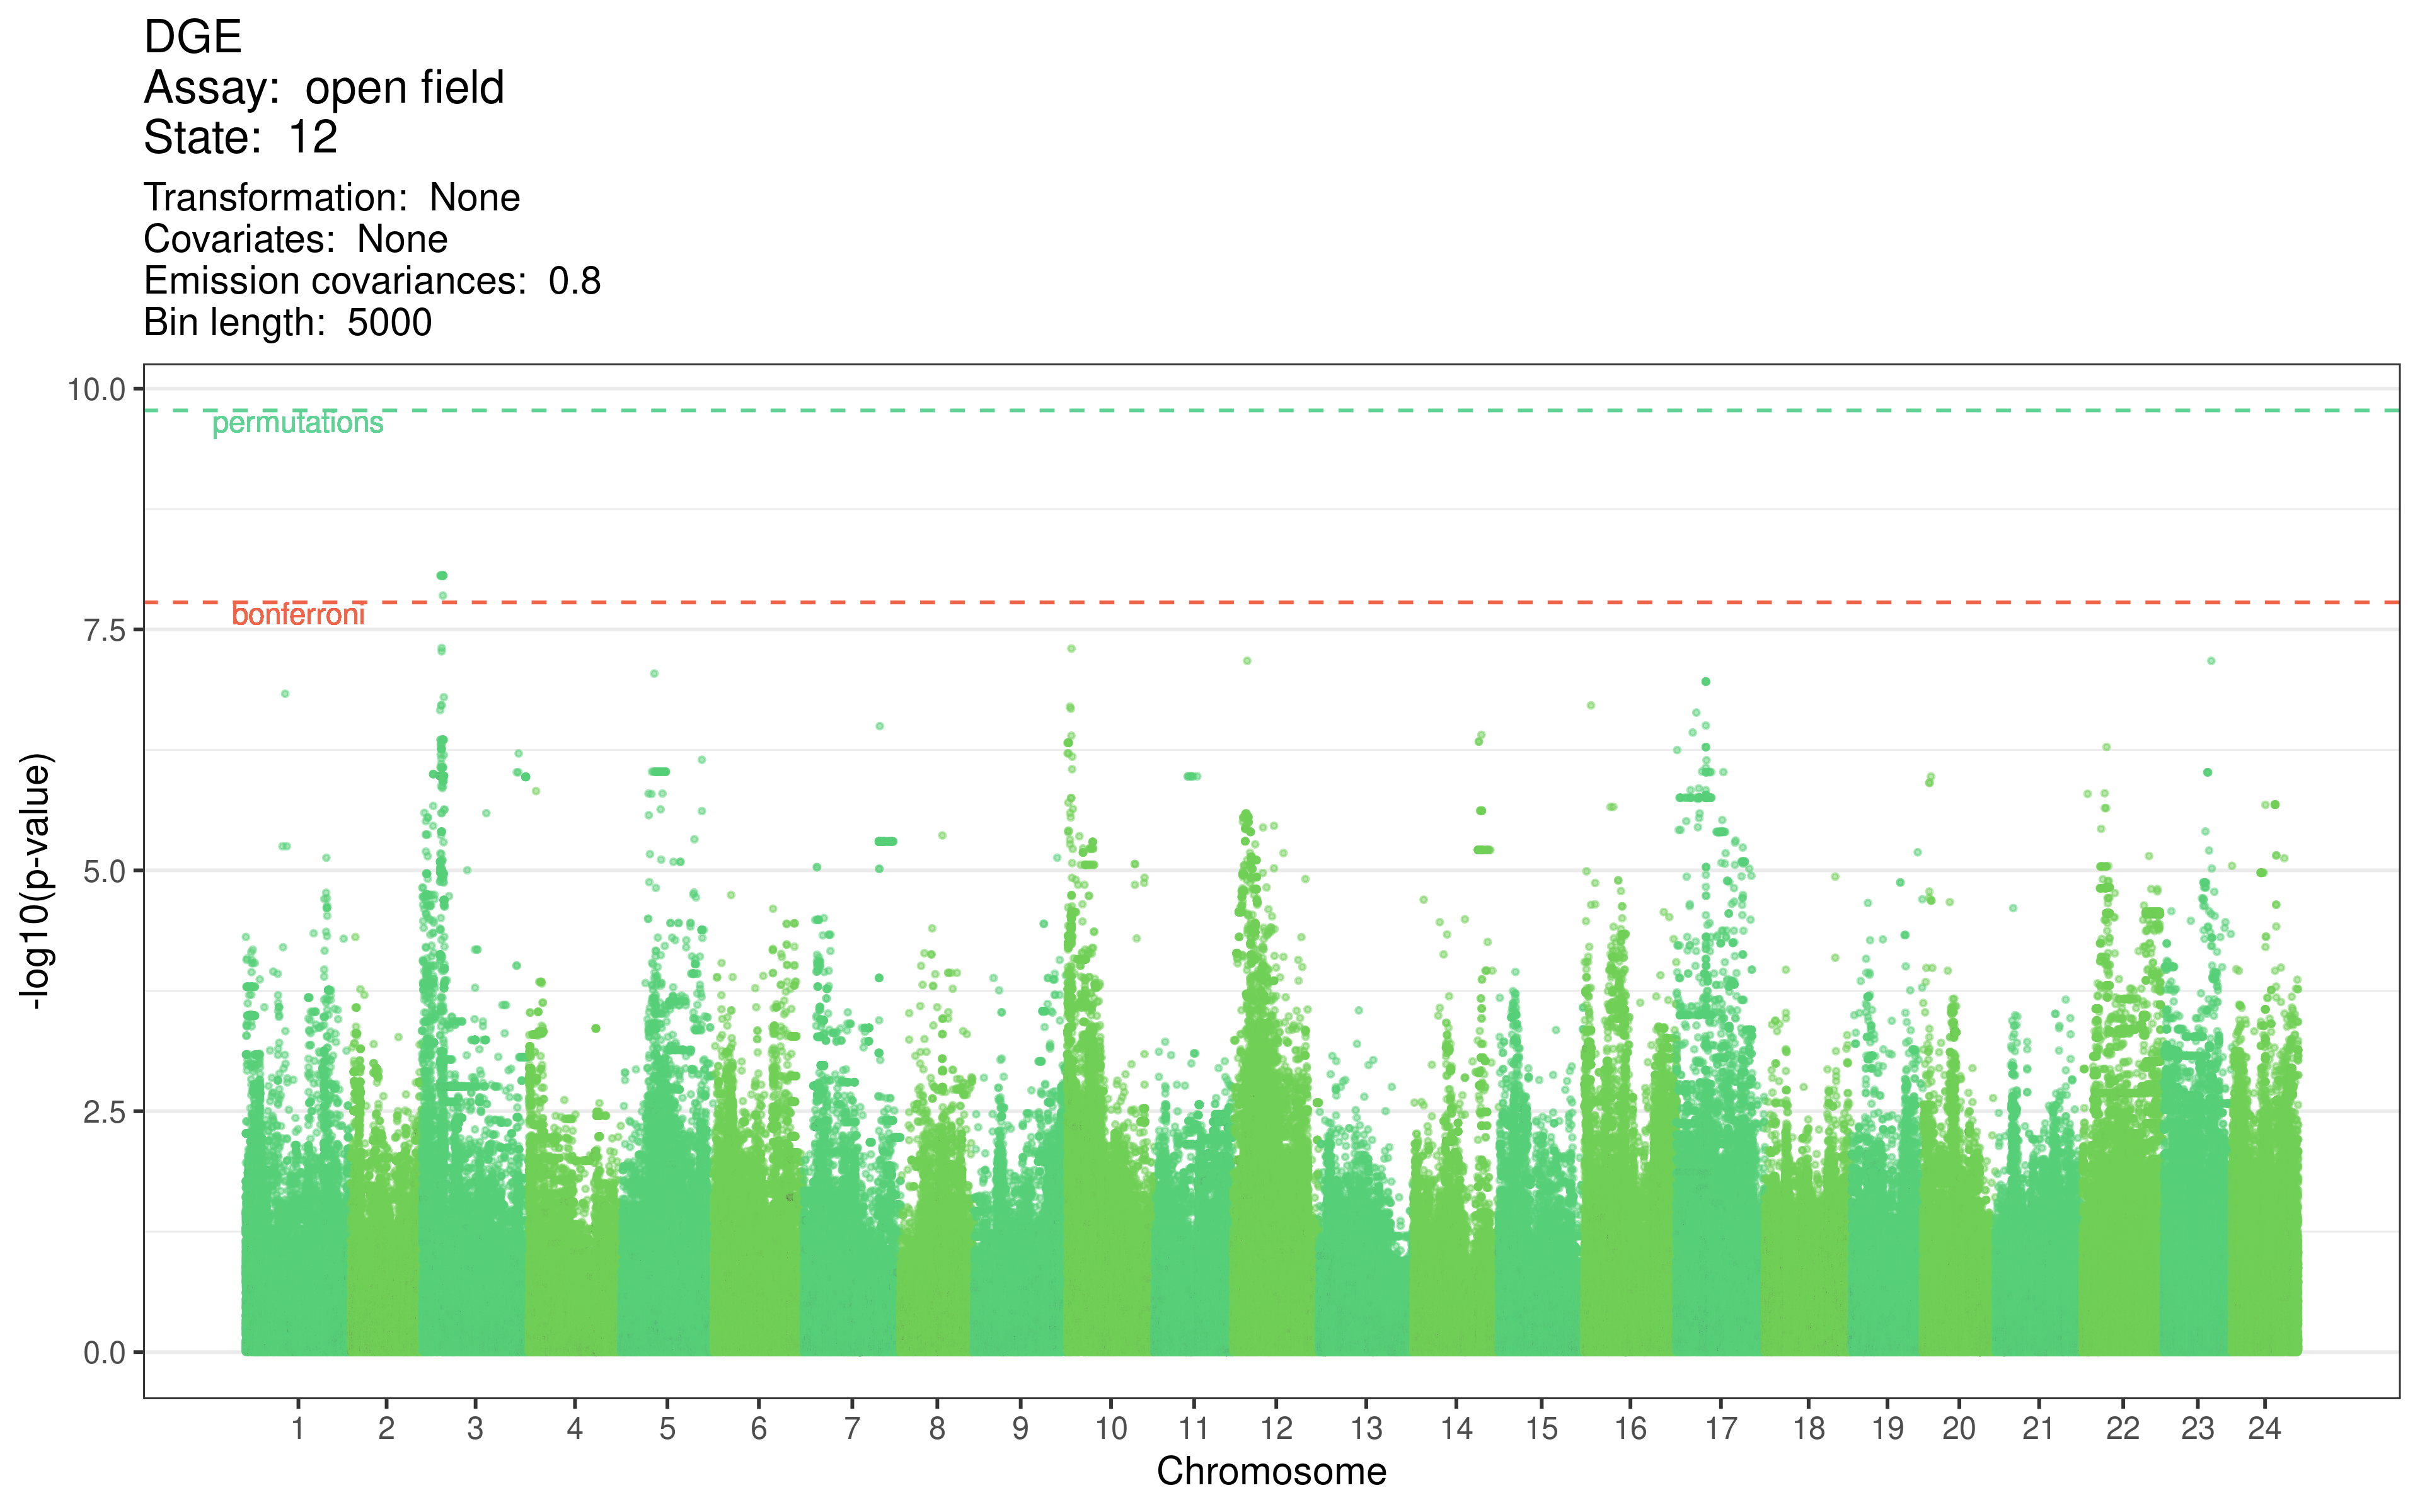 DGE
Assay: open field
State: 12
Transformation: None
Covariates: None
Emission covariances: 0.8
Bin length: 5000
10.0
permutations
bonferroni
7.5
5.0
2.5
0.0
-log10(p-value)
1 2 3 4 5 6 7 8 9 10 11 12 13 14 15 16 17 18 19 20 21 22 23 24
Chromosome